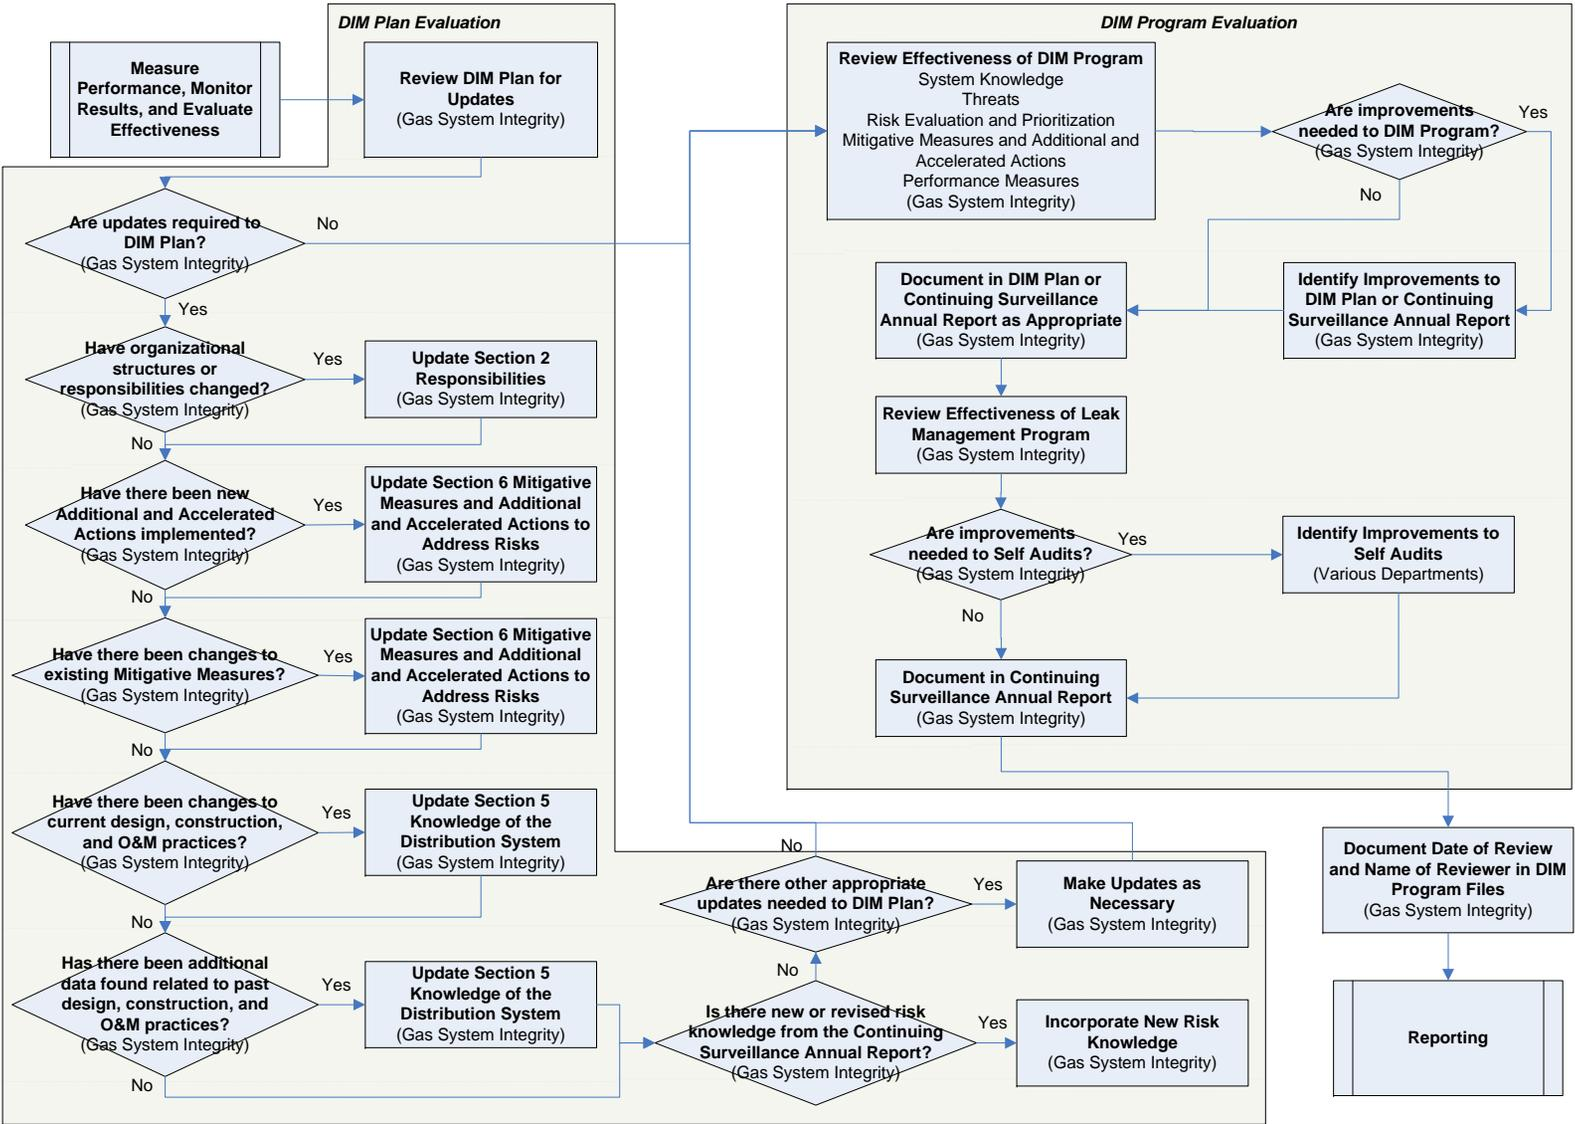 DIM Plan Evaluation
Measure
Performance, Monitor
Results, and Evaluate
Effectiveness
Review DIM Plan for
Updates
(Gas System Integrity)
Are updates required to
DIM Plan?
(Gas System Integrity)
No
Yes
Have organizational
structures or
responsibilities changed?
(Gas System Integrity)
Yes
Update Section 2
Responsibilities
(Gas System Integrity)
No
Have there been new
Additional and Accelerated
Actions implemented?
(Gas System Integrity)
Yes
Update Section 6 Mitigative
Measures and Additional
and Accelerated Actions to
Address Risks
(Gas System Integrity)
No
Have there been changes to
existing Mitigative Measures?
(Gas System Integrity)
Yes
Update Section 6 Mitigative
Measures and Additional
and Accelerated Actions to
Address Risks
(Gas System Integrity)
No
Have there been changes to
current design, construction,
and O&M practices?
(Gas System Integrity)
Yes
Update Section 5
Knowledge of the
Distribution System
(Gas System Integrity)
No
Has there been additional
data found related to past
design, construction, and
O&M practices?
(Gas System Integrity)
Yes
Update Section 5
Knowledge of the
Distribution System
(Gas System Integrity)
No
Is there new or revised risk
knowledge from the Continuing
Surveillance Annual Report?
(Gas System Integrity)
Yes
Incorporate New Risk
Knowledge
(Gas System Integrity)
No
Are there other appropriate
updates needed to DIM Plan?
(Gas System Integrity)
Yes
Make Updates as
Necessary
(Gas System Integrity)
No
DIM Program Evaluation
Review Effectiveness of DIM Program
System Knowledge
Threats
Risk Evaluation and Prioritization
Mitigative Measures and Additional and
Accelerated Actions
Performance Measures
(Gas System Integrity)
Are improvements
needed to DIM Program?
(Gas System Integrity)
Yes
No
Identify Improvements to
DIM Plan or Continuing
Surveillance Annual Report
(Gas System Integrity)
Document in DIM Plan or
Continuing Surveillance
Annual Report as Appropriate
(Gas System Integrity)
Review Effectiveness of Leak
Management Program
(Gas System Integrity)
Are improvements
needed to Self Audits?
(Gas System Integrity)
Yes
Identify Improvements to
Self Audits
(Various Departments)
No
Document in Continuing
Surveillance Annual Report
(Gas System Integrity)
Document Date of Review
and Name of Reviewer in DIM
Program Files
(Gas System Integrity)
Reporting